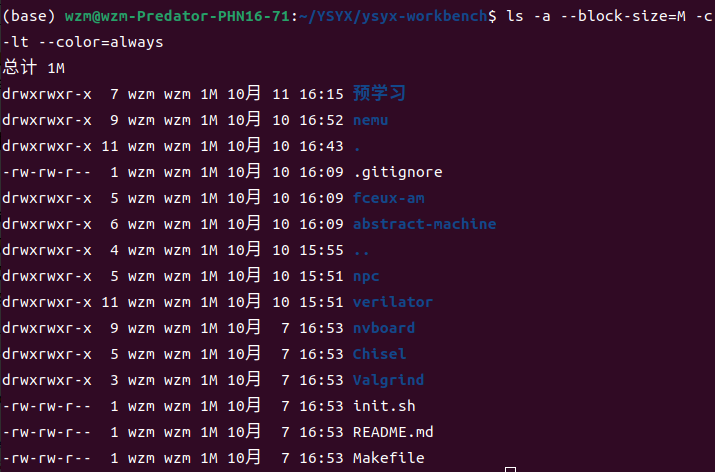 (base) wzm@wzm-Predator-PHN16-71:~/YSYX/ysyx-workbench$ ls -a --block-size=M -c
-lt --color=always
总计 1M
drwxrwxr-x  7 wzm wzm 1M 10月 11 16:15 预学习
drwxrwxr-x  9 wzm wzm 1M 10月 10 16:52 nemu
drwxrwxr-x 11 wzm wzm 1M 10月 10 16:43 .
-rw-rw-r--  1 wzm wzm 1M 10月 10 16:09 .gitignore
drwxrwxr-x  5 wzm wzm 1M 10月 10 16:09 fceux-am
drwxrwxr-x  6 wzm wzm 1M 10月 10 16:09 abstract-machine
drwxrwxr-x  4 wzm wzm 1M 10月 10 15:55 ..
drwxrwxr-x  5 wzm wzm 1M 10月 10 15:51 npc
drwxrwxr-x 11 wzm wzm 1M 10月 10 15:51 verilator
drwxrwxr-x  9 wzm wzm 1M 10月  7 16:53 nvboard
drwxrwxr-x  5 wzm wzm 1M 10月  7 16:53 Chisel
drwxrwxr-x  3 wzm wzm 1M 10月  7 16:53 Valgrind
-rw-rw-r--  1 wzm wzm 1M 10月  7 16:53 init.sh
-rw-rw-r--  1 wzm wzm 1M 10月  7 16:53 README.md
-rw-rw-r--  1 wzm wzm 1M 10月  7 16:53 Makefile